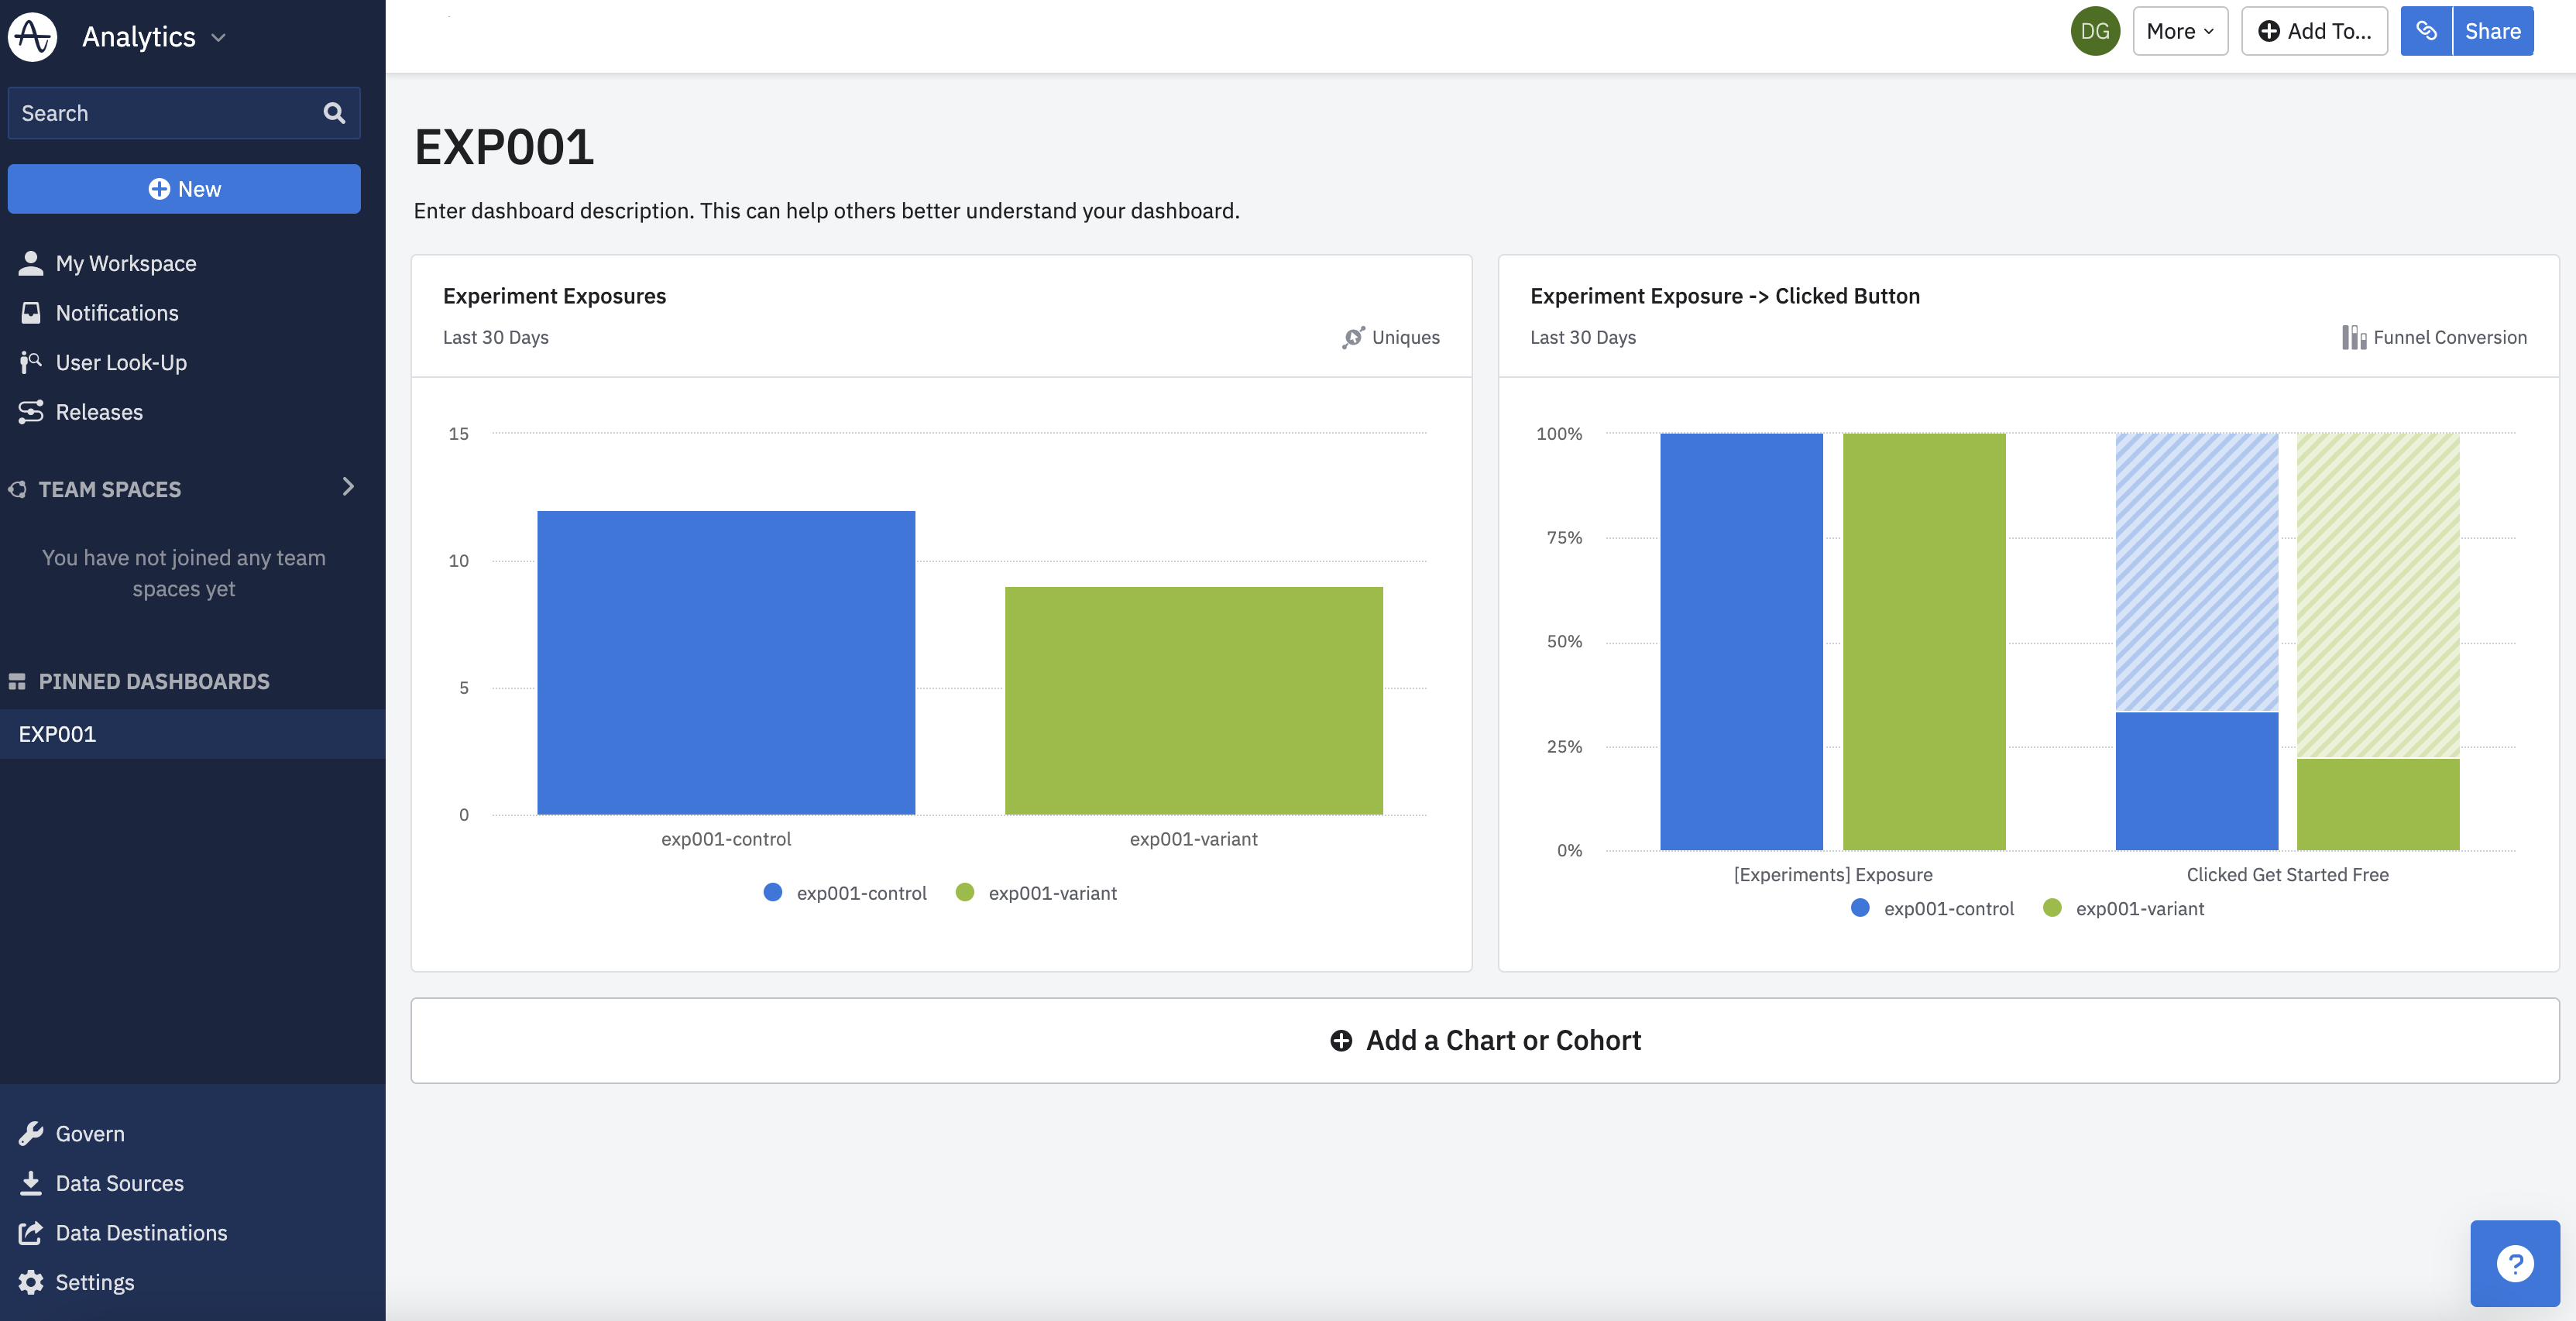 Analytics
Search
New
My Workspace
Notifications
User Look-Up
Releases
TEAM SPACES
You have not joined any team
spaces yet
PINNED DASHBOARDS
EXP001
Govern
Data Sources
Data Destinations
Settings
DG
More
Add To...
Share
EXP001
Enter dashboard description. This can help others better understand your dashboard.
Experiment Exposures
Last 30 Days
Uniques
15
10
5
0
exp001-control
exp001-variant
exp001-control
exp001-variant
Experiment Exposure -> Clicked Button
Last 30 Days
Funnel Conversion
100%
75%
50%
25%
0%
[Experiments] Exposure
Clicked Get Started Free
exp001-control
exp001-variant
Add a Chart or Cohort
?